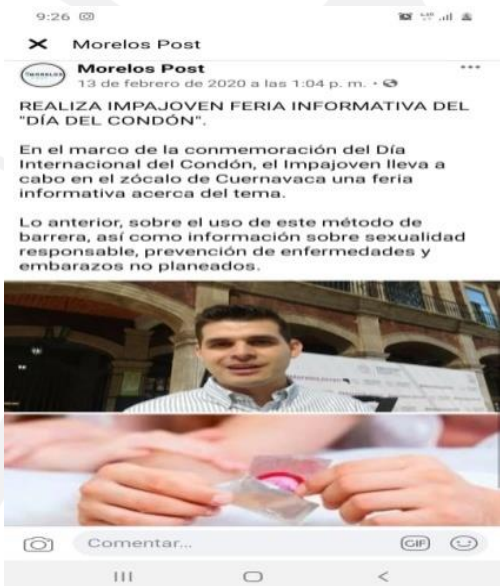 9:26
Morelos Post
Morelos Post
13 de febrero de 2020 a las 1:04 p. m.
REALIZA IMPAJOVEN FERIA INFORMATIVA DEL
"DÍA DEL CONDÓN".
En el marco de la conmemoración del Día
Internacional del Condón, el Impajoven lleva a
cabo en el zócalo de Cuernavaca una feria
informativa acerca del tema.
Lo anterior, sobre el uso de este método de
barrera, así como información sobre sexualidad
responsable, prevención de enfermedades y
embarazos no planeados.
Comentar...
GIF